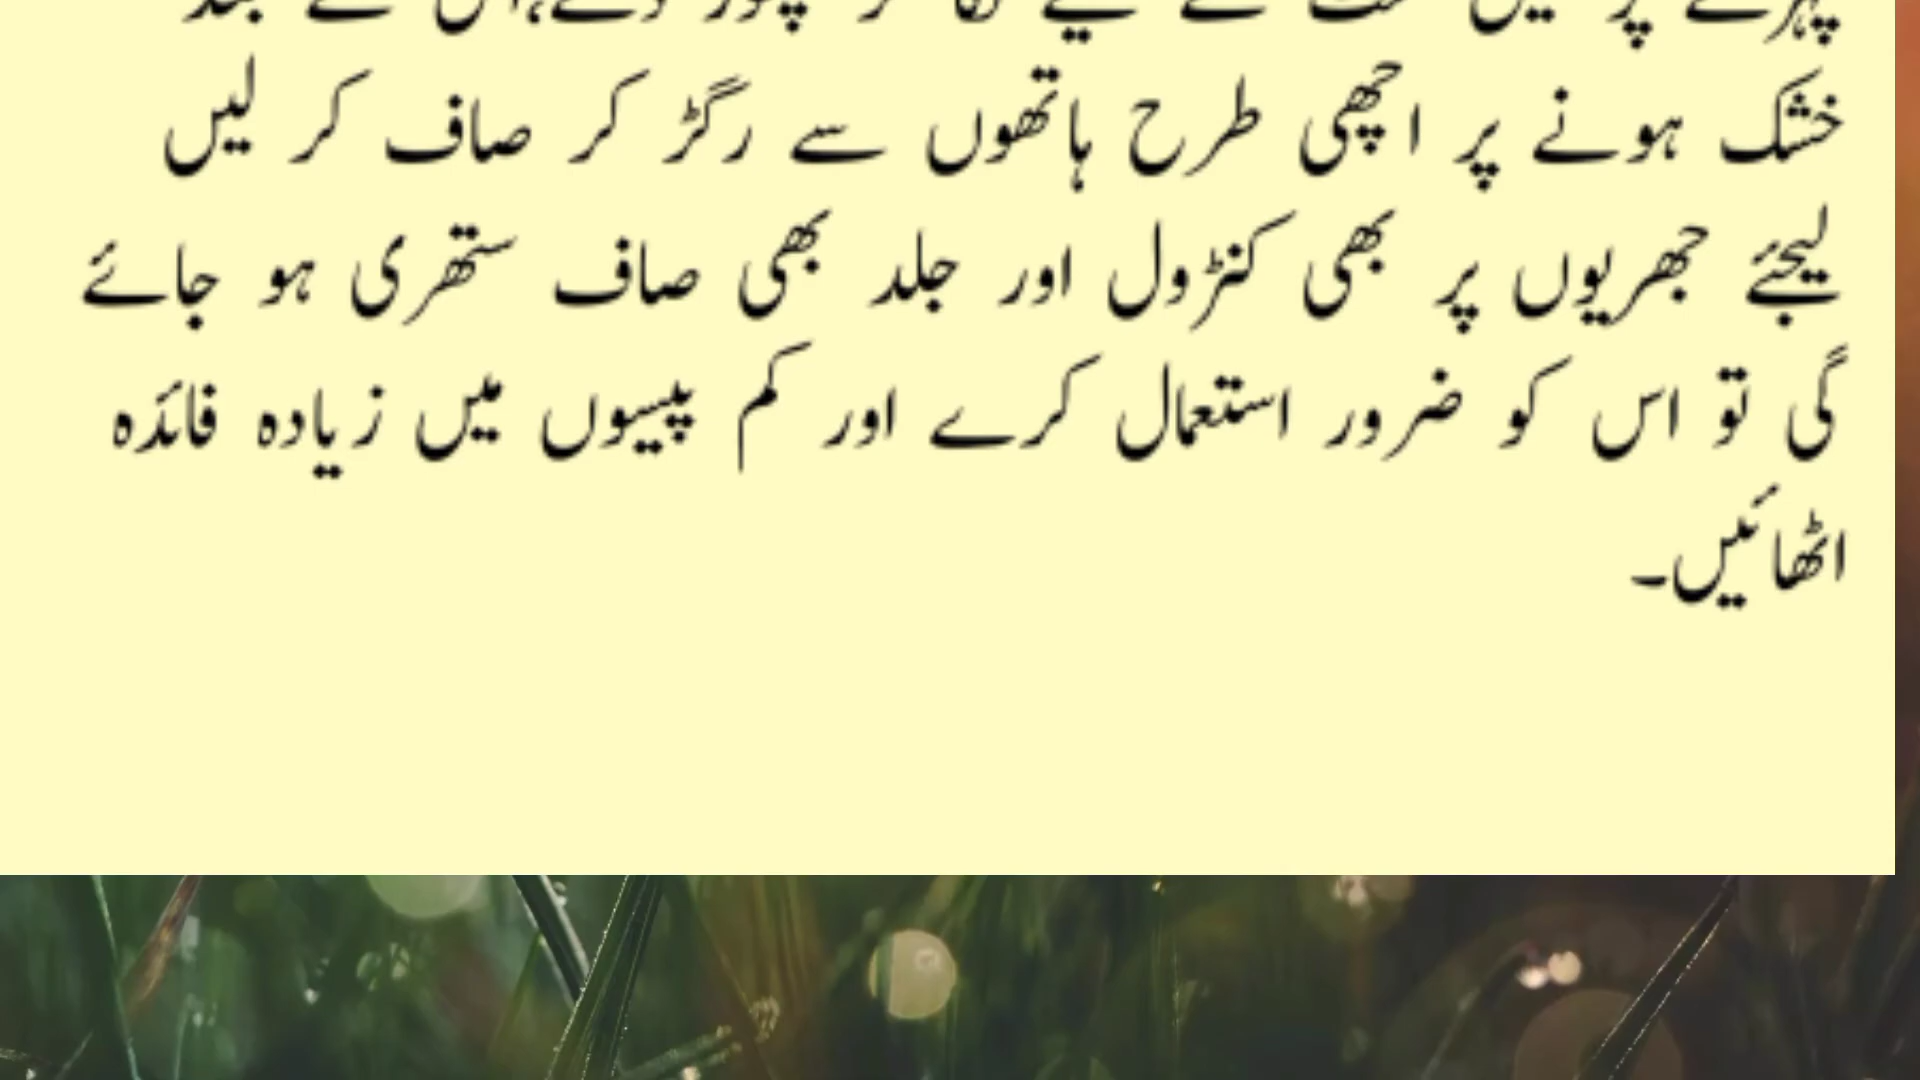 خشک ہونے پر اچھی طرح ہاتھوں سے رگڑ کر صاف کر لیں
لیجئے جھریوں پر بھی کنڑول اور جلد بھی صاف ستھری ہو جائے
گی تو اس کو ضرور استعمال کرے اور کم پیسوں میں زیادہ فائدہ
اٹھائیں۔